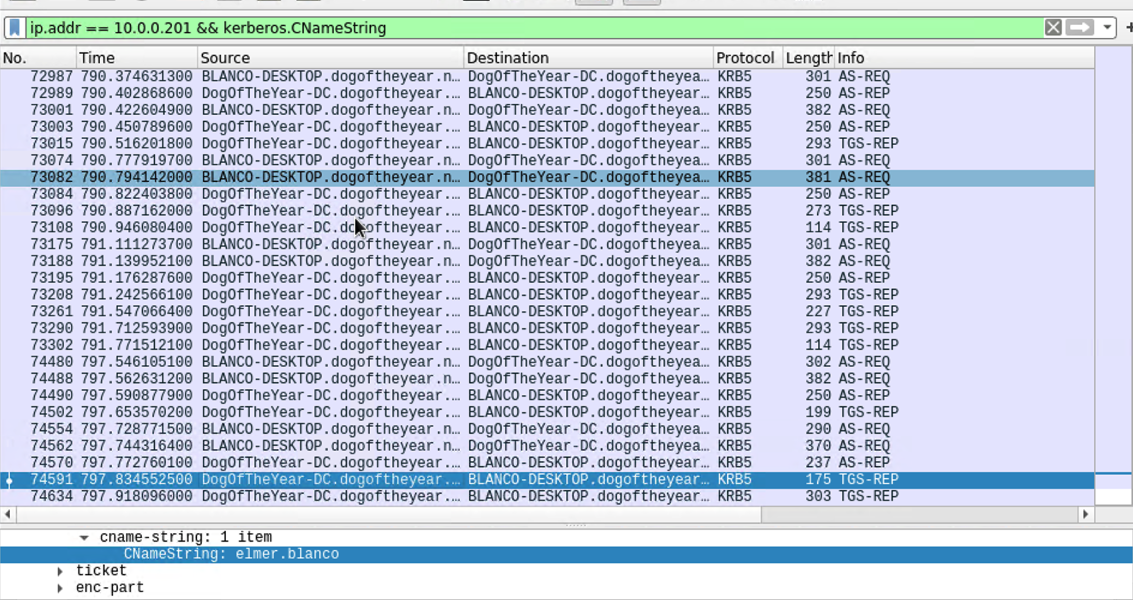 ip.addr == 10.0.0.201 && kerberos.CNameString
No. Time Source Destination Protocol Length Info
72987 790.374631300 BLANCO-DESKTOP.dogoftheyear.n… DogOfTheYear-DC.dogoftheyea… KRB5 301 AS-REQ
72989 790.402868600 DogOfTheYear-DC.dogoftheyear.… BLANCO-DESKTOP.dogoftheyear… KRB5 250 AS-REP
73001 790.422604900 BLANCO-DESKTOP.dogoftheyear.n… DogOfTheYear-DC.dogoftheyea… KRB5 382 AS-REQ
73003 790.450789600 DogOfTheYear-DC.dogoftheyear.… BLANCO-DESKTOP.dogoftheyear… KRB5 250 AS-REP
73015 790.516201800 DogOfTheYear-DC.dogoftheyear.… BLANCO-DESKTOP.dogoftheyear… KRB5 293 TGS-REP
73074 790.777919700 BLANCO-DESKTOP.dogoftheyear.n… DogOfTheYear-DC.dogoftheyea… KRB5 301 AS-REQ
73082 790.794142000 BLANCO-DESKTOP.dogoftheyear.n… DogOfTheYear-DC.dogoftheyea… KRB5 381 AS-REQ
73084 790.822403800 DogOfTheYear-DC.dogoftheyear.… BLANCO-DESKTOP.dogoftheyear… KRB5 250 AS-REP
73096 790.887162000 DogOfTheYear-DC.dogoftheyear.… BLANCO-DESKTOP.dogoftheyear… KRB5 273 TGS-REP
73108 790.946080400 DogOfTheYear-DC.dogoftheyear.… BLANCO-DESKTOP.dogoftheyear… KRB5 114 TGS-REP
73175 791.111273700 BLANCO-DESKTOP.dogoftheyear.n… DogOfTheYear-DC.dogoftheyea… KRB5 301 AS-REQ
73188 791.139952100 BLANCO-DESKTOP.dogoftheyear.n… DogOfTheYear-DC.dogoftheyea… KRB5 382 AS-REQ
73195 791.176287600 DogOfTheYear-DC.dogoftheyear.… BLANCO-DESKTOP.dogoftheyear… KRB5 250 AS-REP
73208 791.242566100 DogOfTheYear-DC.dogoftheyear.… BLANCO-DESKTOP.dogoftheyear… KRB5 293 TGS-REP
73261 791.547066400 DogOfTheYear-DC.dogoftheyear.… BLANCO-DESKTOP.dogoftheyear… KRB5 227 TGS-REP
73290 791.712593900 DogOfTheYear-DC.dogoftheyear.… BLANCO-DESKTOP.dogoftheyear… KRB5 293 TGS-REP
73302 791.771512100 DogOfTheYear-DC.dogoftheyear.… BLANCO-DESKTOP.dogoftheyear… KRB5 114 TGS-REP
74480 797.546105100 BLANCO-DESKTOP.dogoftheyear.n… DogOfTheYear-DC.dogoftheyea… KRB5 302 AS-REQ
74488 797.562631200 BLANCO-DESKTOP.dogoftheyear.n… DogOfTheYear-DC.dogoftheyea… KRB5 382 AS-REQ
74490 797.590877900 DogOfTheYear-DC.dogoftheyear.… BLANCO-DESKTOP.dogoftheyear… KRB5 250 AS-REP
74502 797.653570200 DogOfTheYear-DC.dogoftheyear.… BLANCO-DESKTOP.dogoftheyear… KRB5 199 TGS-REP
74554 797.728771500 BLANCO-DESKTOP.dogoftheyear.n… DogOfTheYear-DC.dogoftheyea… KRB5 290 AS-REQ
74562 797.744316400 BLANCO-DESKTOP.dogoftheyear.n… DogOfTheYear-DC.dogoftheyea… KRB5 370 AS-REQ
74570 797.772760100 DogOfTheYear-DC.dogoftheyear.… BLANCO-DESKTOP.dogoftheyear… KRB5 237 AS-REP
74591 797.834552500 DogOfTheYear-DC.dogoftheyear.… BLANCO-DESKTOP.dogoftheyear… KRB5 175 TGS-REP
74634 797.918096000 DogOfTheYear-DC.dogoftheyear.… BLANCO-DESKTOP.dogoftheyear… KRB5 303 TGS-REP
cname-string: 1 item
CNameString: elmer.blanco
ticket
enc-part